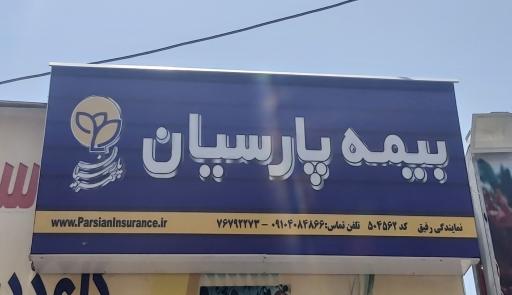 بیمه پارسیان
نمایندگی رفیق کد ۵۰۴۵۶۲ تلفن تماس: ۰۹۱۰۴۰۸۴۸۶۶ - ۷۶۷۹۲۲۷۳
www.ParsianInsurance.ir